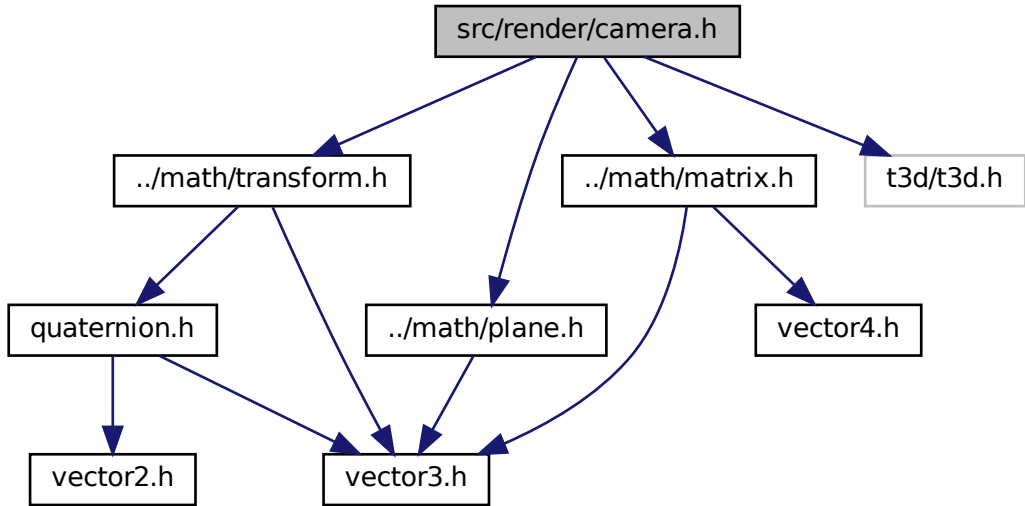 src/render/camera.h
../math/transform.h
../math/matrix.h
t3d/t3d.h
quaternion.h
../math/plane.h
vector4.h
vector2.h
vector3.h